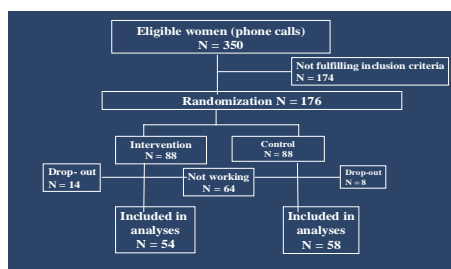 Eligible women (phone calls)
N = 350
Not fulfilling inclusion criteria
N = 174
Randomization N = 176
Intervention
N = 88
Control
N = 88
Drop- out
N = 14
Not working
N = 64
Drop-out
N = 8
Included in
analyses
N = 54
Included in
analyses
N = 58